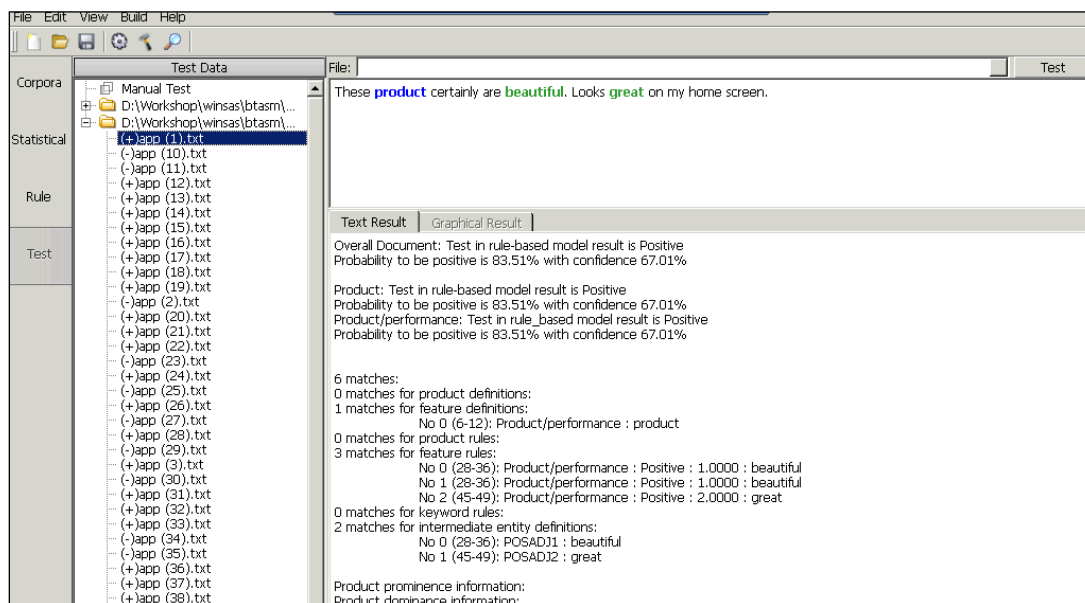 File Edit View Build Help
Test Data
File:
Test
Corpora
Statistical
Rule
Test
Manual Test
D:\Workshop\winsas\btasm\...
D:\Workshop\winsas\btasm\...
(+)app (1).txt
(-)app (10).txt
(-)app (11).txt
(+)app (12).txt
(+)app (13).txt
(+)app (14).txt
(+)app (15).txt
(+)app (16).txt
(+)app (17).txt
(+)app (18).txt
(+)app (19).txt
(-)app (2).txt
(+)app (20).txt
(+)app (21).txt
(+)app (22).txt
(-)app (23).txt
(+)app (24).txt
(-)app (25).txt
(+)app (26).txt
(-)app (27).txt
(+)app (28).txt
(-)app (29).txt
(+)app (3).txt
(-)app (30).txt
(+)app (31).txt
(+)app (32).txt
(+)app (33).txt
(-)app (34).txt
(-)app (35).txt
(+)app (36).txt
(+)app (37).txt
(+)app (38).txt
These product certainly are beautiful. Looks great on my home screen.
Text Result
Graphical Result
Overall Document: Test in rule-based model result is Positive
Probability to be positive is 83.51% with confidence 67.01%
Product: Test in rule-based model result is Positive
Probability to be positive is 83.51% with confidence 67.01%
Product/performance: Test in rule_based model result is Positive
Probability to be positive is 83.51% with confidence 67.01%
6 matches:
0 matches for product definitions:
1 matches for feature definitions:
No 0 (6-12): Product/performance : product
0 matches for product rules:
3 matches for feature rules:
No 0 (28-36): Product/performance : Positive : 1.0000 : beautiful
No 1 (28-36): Product/performance : Positive : 1.0000 : beautiful
No 2 (45-49): Product/performance : Positive : 2.0000 : great
0 matches for keyword rules:
2 matches for intermediate entity definitions:
No 0 (28-36): POSADJ1 : beautiful
No 1 (45-49): POSADJ2 : great
Product prominence information:
Product dominance information: